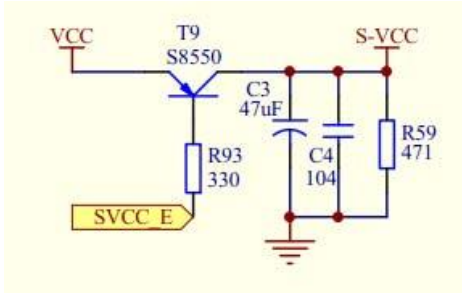 VCC
T9
S8550
S-VCC
C3
47uF
C4
104
R59
471
R93
330
SVCC_E